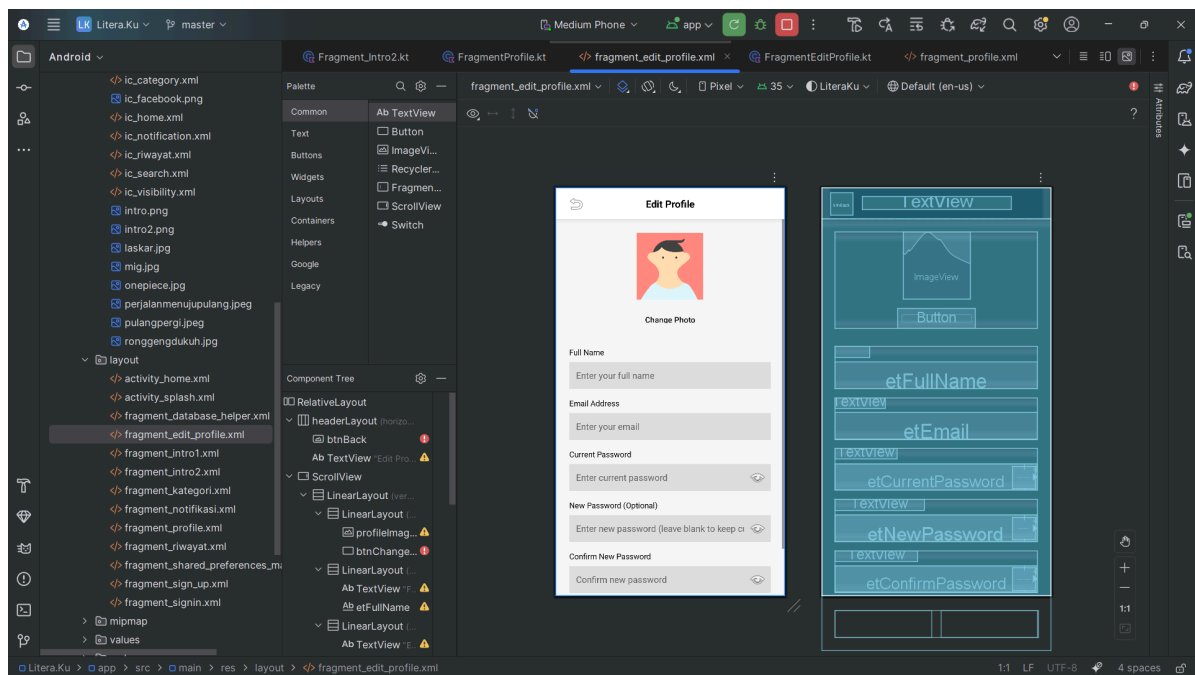 LK Litera.Ku master Medium Phone app
Android
Fragment_Intro2.kt FragmentProfile.kt fragment_edit_profile.xml FragmentEditProfile.kt fragment_profile.xml
ic_category.xml
ic_facebook.png
ic_home.xml
ic_notification.xml
ic_riwayat.xml
ic_search.xml
ic_visibility.xml
intro.png
intro2.png
laskar.jpg
mig.jpg
onepiece.jpg
perjalanmenujupulang.jpeg
pulangpergi.jpeg
ronggengdukuh.jpg
layout
activity_home.xml
activity_splash.xml
fragment_database_helper.xml
fragment_edit_profile.xml
fragment_intro1.xml
fragment_intro2.xml
fragment_kategori.xml
fragment_notifikasi.xml
fragment_profile.xml
fragment_riwayat.xml
fragment_shared_preferences_ma
fragment_sign_up.xml
fragment_signin.xml
mipmap
values
Palette
Common
Text
Buttons
Widgets
Layouts
Containers
Helpers
Google
Legacy
Ab TextView
Button
ImageVi...
Recycler...
Fragmen...
ScrollView
Switch
Component Tree
RelativeLayout
headerLayout (horizo...
btnBack
Ab TextView "Edit Pro...
ScrollView
LinearLayout (ver...
LinearLayout (...
profileImag...
btnChange...
LinearLayout (...
Ab TextView "F...
Ab etFullName
LinearLayout (...
Ab TextView "E...
fragment_edit_profile.xml Pixel 35 LiteraKu Default (en-us)
?
Attributes
Edit Profile
Change Photo
Full Name
Enter your full name
Email Address
Enter your email
Current Password
Enter current password
New Password (Optional)
Enter new password (leave blank to keep cu
Confirm New Password
Confirm new password
TextView
ImageView
Button
etFullName
TextView
etEmail
TextView
etCurrentPassword
TextView
etNewPassword
TextView
etConfirmPassword
1:1
Litera.Ku > app > src > main > res > layout > fragment_edit_profile.xml
1:1 LF UTF-8 4 spaces